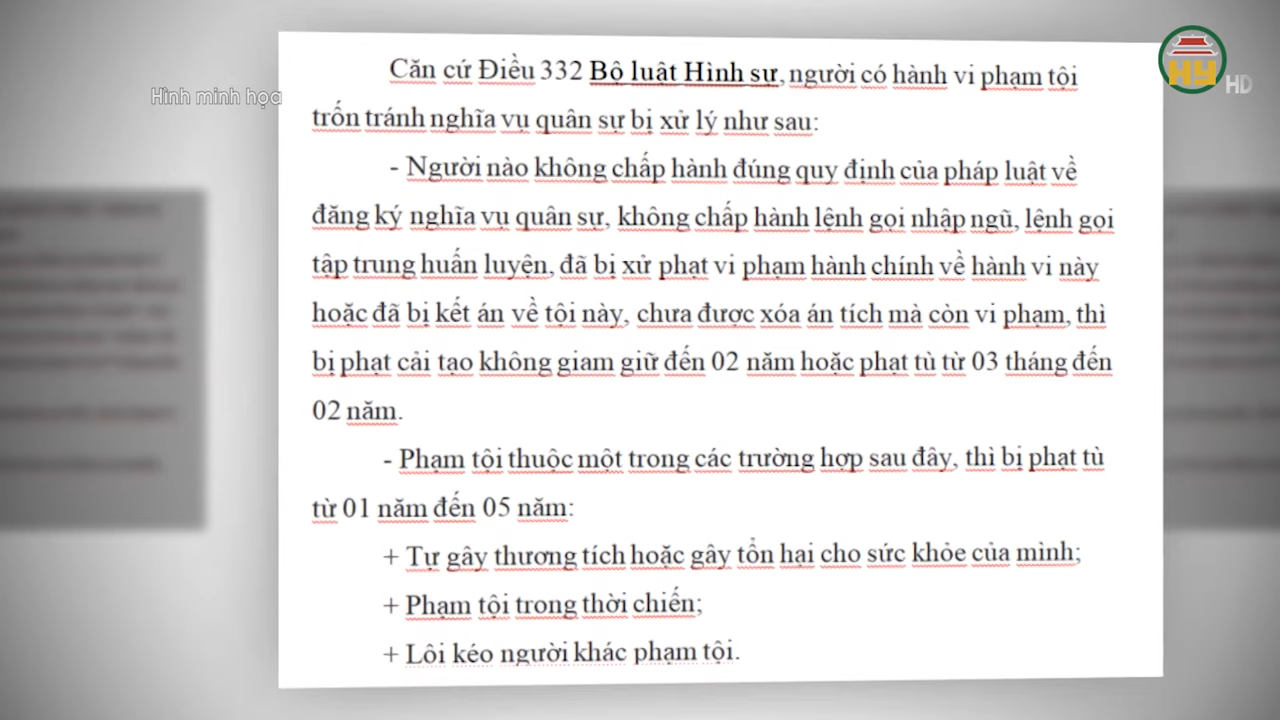 Hình minh họa
HY
HD
Căn cứ Điều 332 Bộ luật Hình sự, người có hành vi phạm tội
trốn tránh nghĩa vụ quân sự bị xử lý như sau:
- Người nào không chấp hành đúng quy định của pháp luật về
đăng ký nghĩa vụ quân sự, không chấp hành lệnh gọi nhập ngũ, lệnh gọi
tập trung huấn luyện, đã bị xử phạt vi phạm hành chính về hành vi này
hoặc đã bị kết án về tội này, chưa được xóa án tích mà còn vi phạm, thì
bị phạt cải tạo không giam giữ đến 02 năm hoặc phạt tù từ 03 tháng đến
02 năm.
- Phạm tội thuộc một trong các trường hợp sau đây, thì bị phạt tù
từ 01 năm đến 05 năm:
+ Tự gây thương tích hoặc gây tổn hại cho sức khỏe của mình;
+ Phạm tội trong thời chiến;
+ Lôi kéo người khác phạm tội.